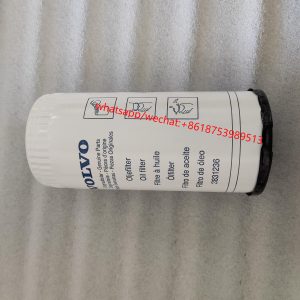 whatsapp/wechat:+8618753989513
VOLVO
Oljefilter
Oil filter
Filtre à huile
Ölfilter
Filtro de aceite
Filtro de óleo
3831236